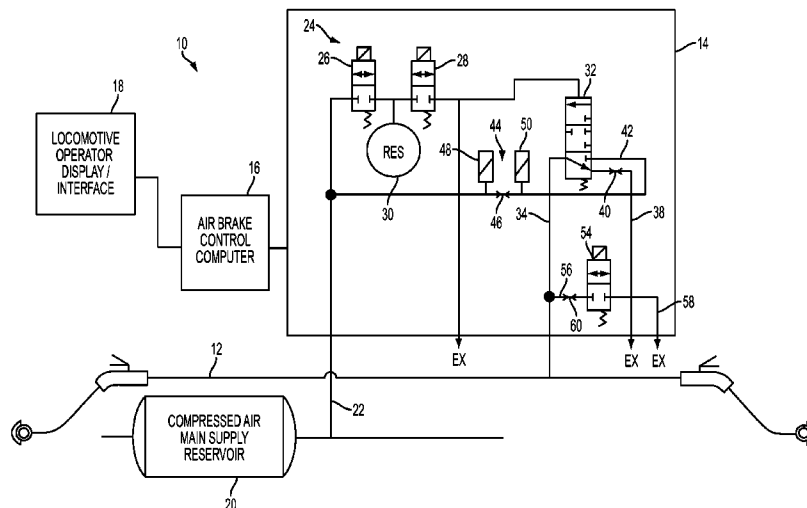 24
10
26
28
14
18
32
LOCOMOTIVE
OPERATOR
DISPLAY /
INTERFACE
16
AIR BRAKE
CONTROL
COMPUTER
RES
30
48
44
50
42
46
34
40
38
54
56
60
58
EX
EX
EX
12
22
COMPRESSED AIR
MAIN SUPPLY
RESERVOIR
20